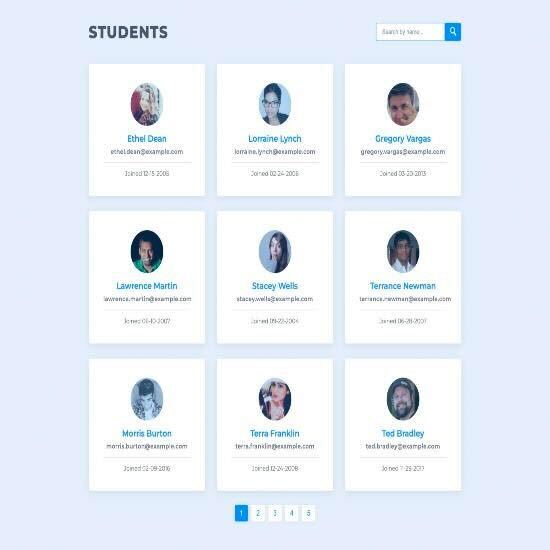 STUDENTS
Search by name...
Ethel Dean
ethel.dean@example.com
Joined 12-15-2005
Lorraine Lynch
lorraine.lynch@example.com
Joined 02-24-2006
Gregory Vargas
gregory.vargas@example.com
Joined 03-20-2013
Lawrence Martin
lawrence.martin@example.com
Joined 01-10-2007
Stacey Wells
stacey.wells@example.com
Joined 09-22-2004
Terrance Newman
terrance.newman@example.com
Joined 06-28-2007
Morris Burton
morris.burton@example.com
Joined 02-09-2016
Terra Franklin
terra.franklin@example.com
Joined 12-24-2008
Ted Bradley
ted.bradley@example.com
Joined 11-29-2017
1 2 3 4 5